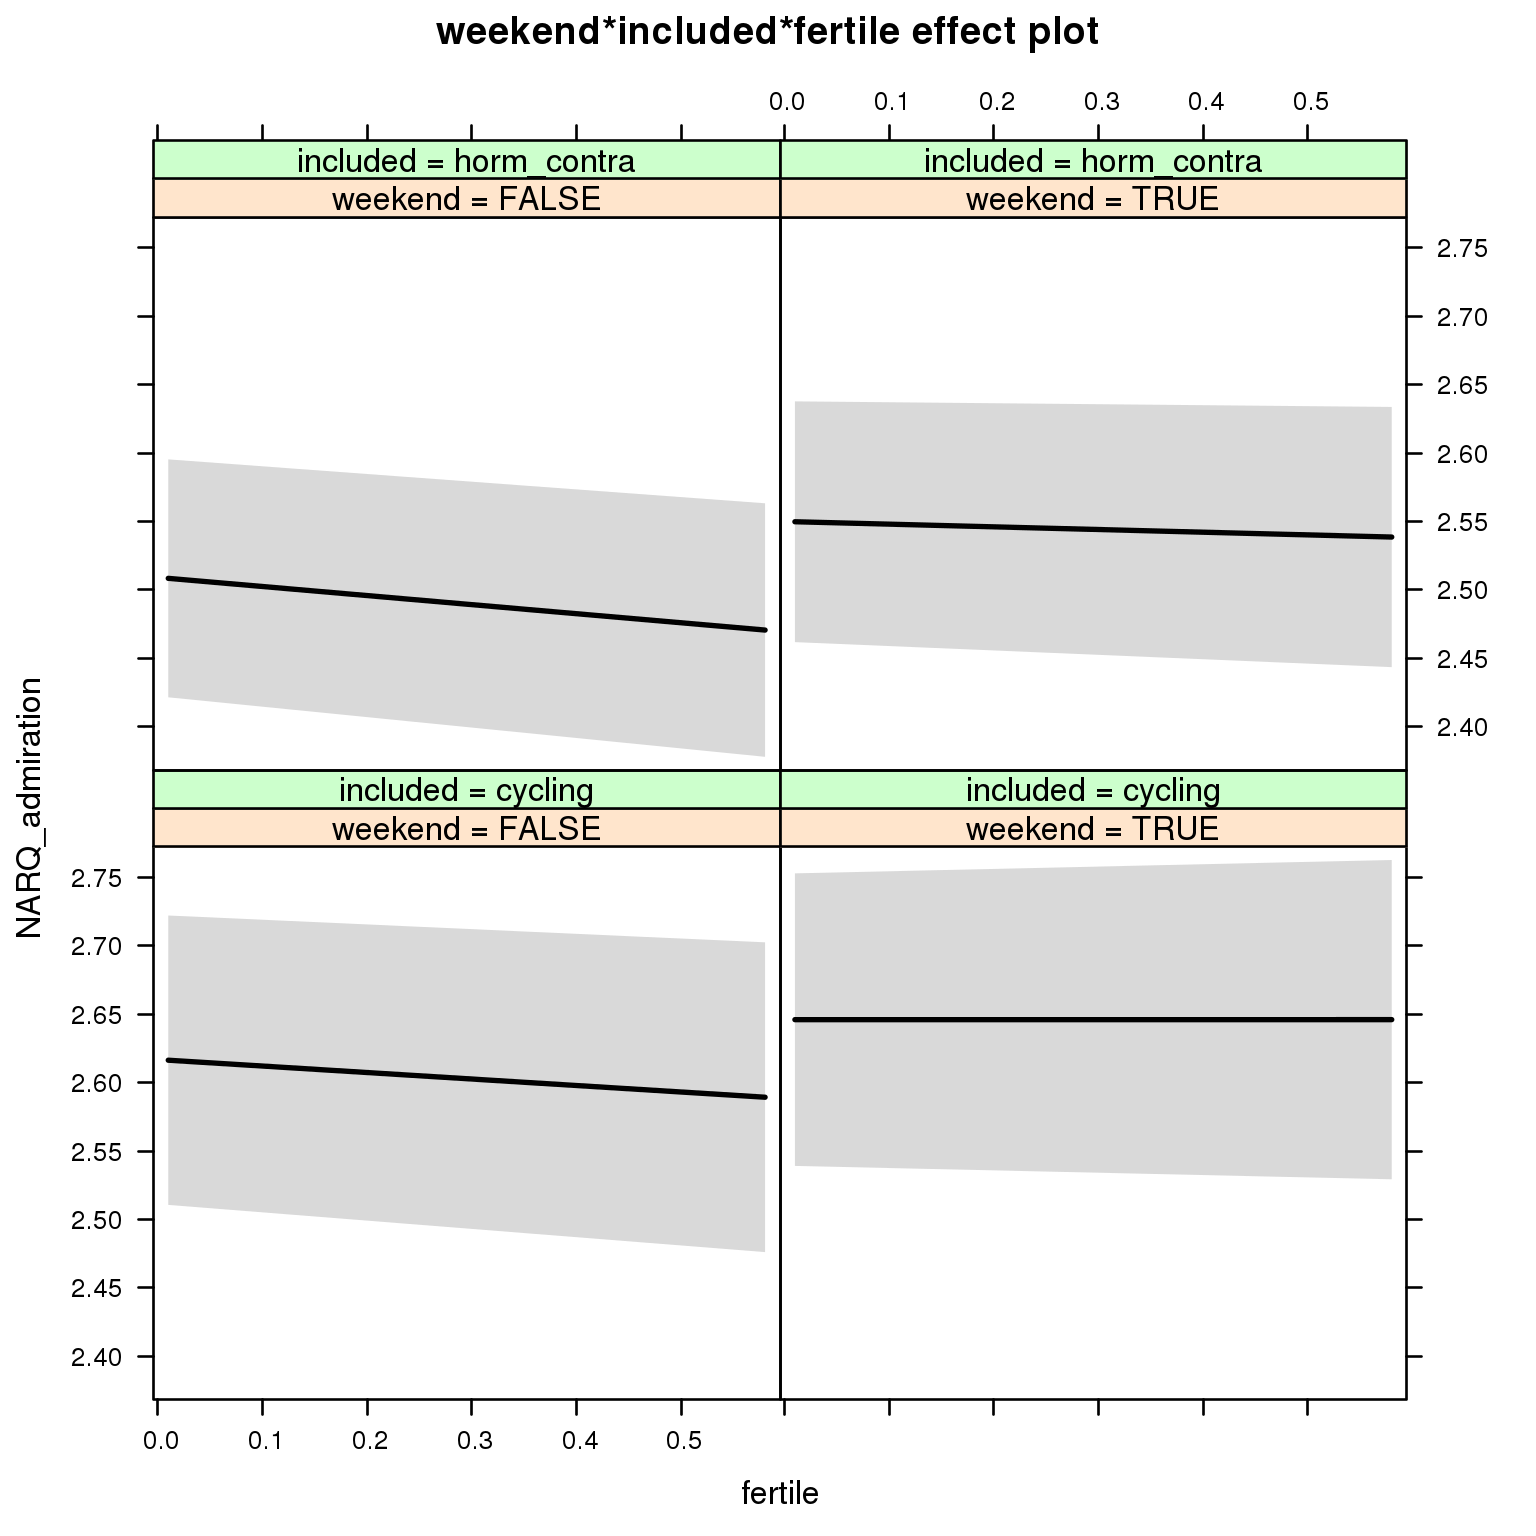 weekend*included*fertile effect plot
0.0 0.1 0.2 0.3 0.4 0.5
included = horm_contra included = horm_contra
weekend = FALSE weekend = TRUE
2.75
2.70
2.65
2.60
2.55
2.50
2.45
2.40
NARQ_admiration
included = cycling included = cycling
weekend = FALSE weekend = TRUE
2.75
2.70
2.65
2.60
2.55
2.50
2.45
2.40
0.0 0.1 0.2 0.3 0.4 0.5
fertile